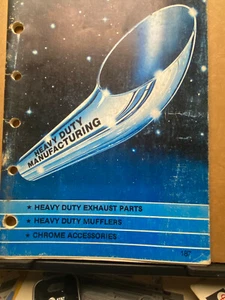 HEAVY DUTY
MANUFACTURING
★ HEAVY DUTY EXHAUST PARTS
★ HEAVY DUTY MUFFLERS
★ CHROME ACCESSORIES